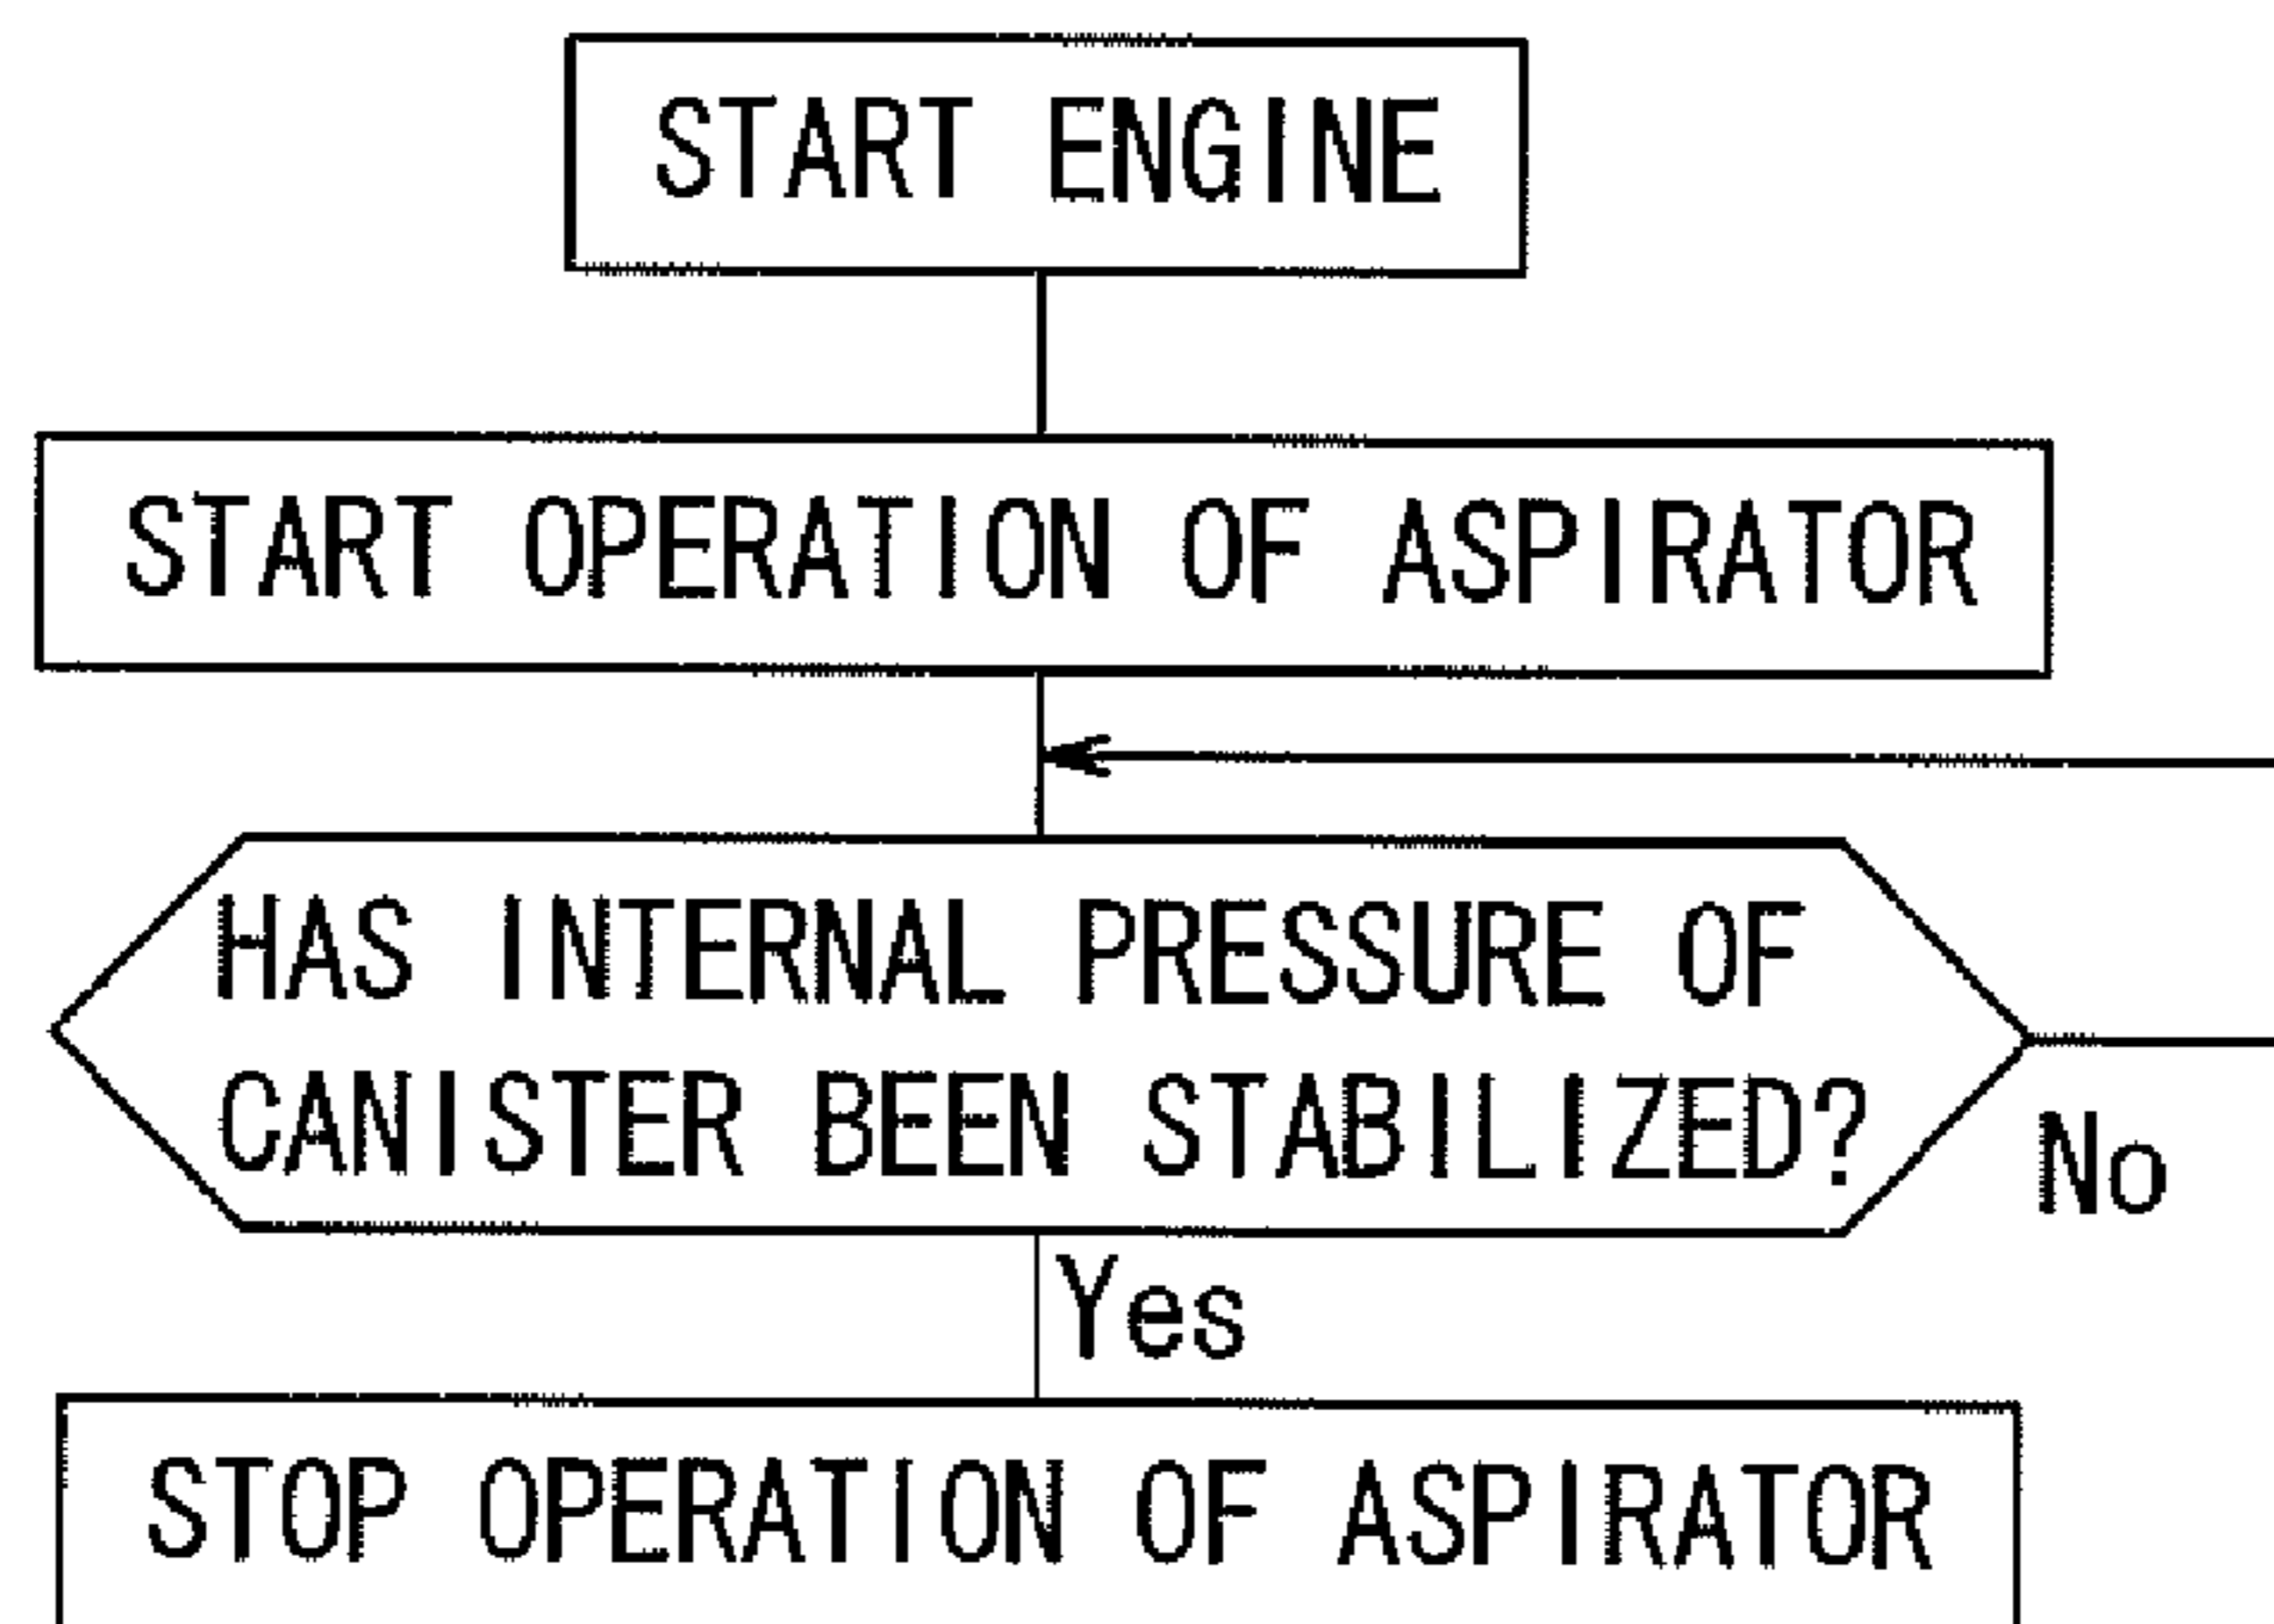 START ENGINE
START OPERATION OF ASPIRATOR
HAS INTERNAL PRESSURE OF
CANISTER BEEN STABILIZED?
No
Yes
STOP OPERATION OF ASPIRATOR